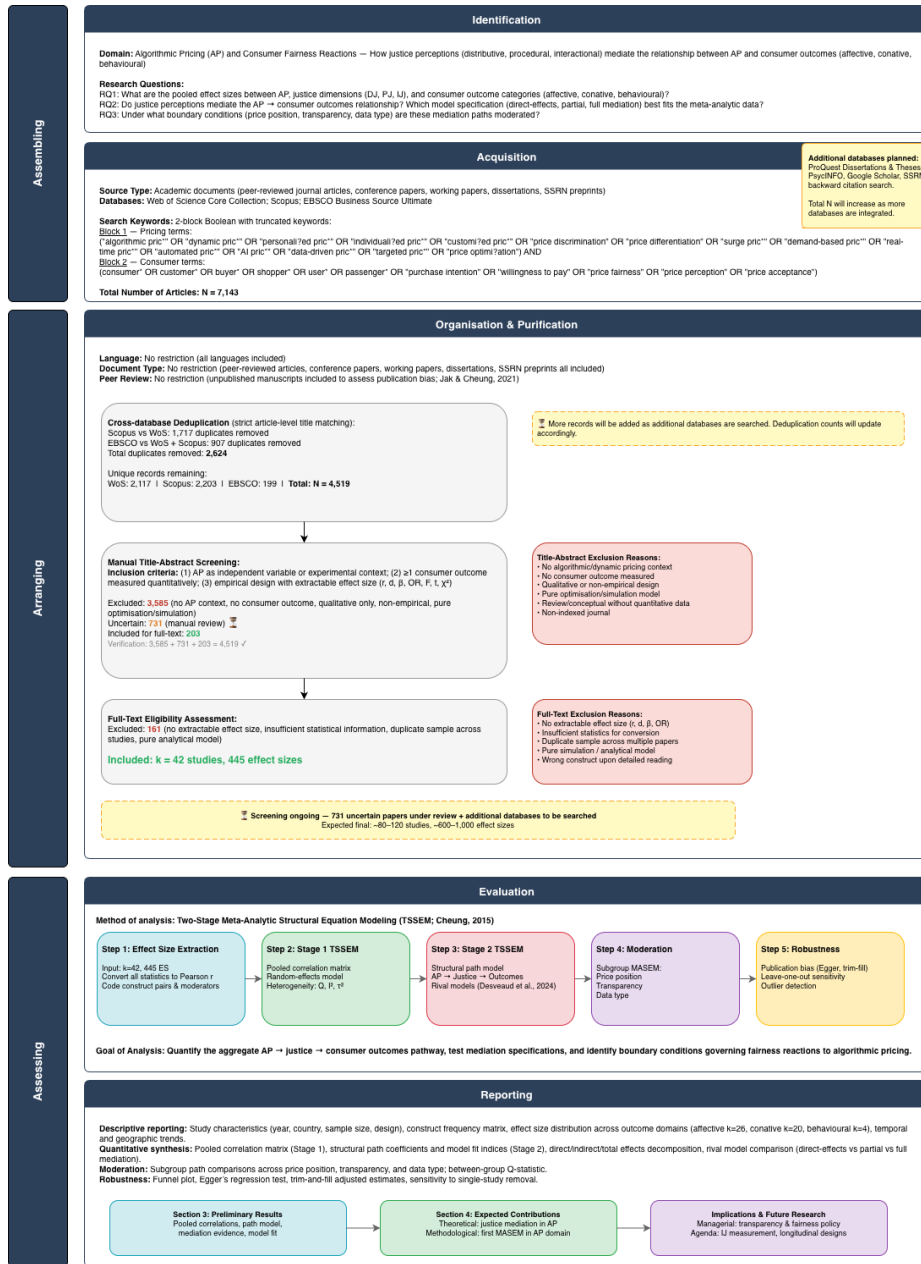 Assembling
Identification
Domain: Algorithmic Pricing (AP) and Consumer Fairness Reactions — How justice perceptions (distributive, procedural, interactional) mediate the relationship between AP and consumer outcomes (affective, conative,
behavioural)
Research Questions:
RQ1: What are the pooled effect sizes between AP, justice dimensions (DJ, PJ, IJ), and consumer outcome categories (affective, conative, behavioural)?
RQ2: Do justice perceptions mediate the AP → consumer outcomes relationship? Which model specification (direct-effects, partial, full mediation) best fits the meta-analytic data?
RQ3: Under what boundary conditions (price position, transparency, data type) are these mediation paths moderated?
Acquisition
Source Type: Academic documents (peer-reviewed journal articles, conference papers, working papers, dissertations, SSRN preprints)
Databases: Web of Science Core Collection; Scopus; EBSCO Business Source Ultimate
Search Keywords: 2-block Boolean with truncated keywords:
Block 1 — Pricing terms:
("algorithmic pric*" OR "dynamic pric*" OR "personali?ed pric*" OR "individuali?ed pric*" OR "customi?ed pric*" OR "price discrimination" OR "price differentiation" OR "surge pric*" OR "demand-based pric*" OR "real-
time pric*" OR "automated pric*" OR "AI pric*" OR "data-driven pric*" OR "targeted pric*" OR "price optimi?ation") AND
Block 2 — Consumer terms:
(consumer* OR customer* OR buyer* OR shopper* OR user* OR passenger* OR "purchase intention" OR "willingness to pay" OR "price fairness" OR "price perception" OR "price acceptance")
Total Number of Articles: N = 7,143
Additional databases planned:
ProQuest Dissertations & Theses
PsycINFO, Google Scholar, SSRN
backward citation search.
Total N will increase as more
databases are integrated.
Arranging
Organisation & Purification
Language: No restriction (all languages included)
Document Type: No restriction (peer-reviewed articles, conference papers, working papers, dissertations, SSRN preprints all included)
Peer Review: No restriction (unpublished manuscripts included to assess publication bias; Jak & Cheung, 2021)
Cross-database Deduplication (strict article-level title matching):
Scopus vs WoS: 1,717 duplicates removed
EBSCO vs WoS + Scopus: 907 duplicates removed
Total duplicates removed: 2,624
Unique records remaining:
WoS: 2,117 | Scopus: 2,203 | EBSCO: 199 | Total: N = 4,519
⏳ More records will be added as additional databases are searched. Deduplication counts will update
accordingly.
Manual Title-Abstract Screening:
Inclusion criteria: (1) AP as independent variable or experimental context; (2) ≥1 consumer outcome
measured quantitatively; (3) empirical design with extractable effect size (r, d, β, OR, F, t, χ²)
Excluded: 3,585 (no AP context, no consumer outcome, qualitative only, non-empirical, pure
optimisation/simulation)
Uncertain: 731 (manual review) ⏳
Included for full-text: 203
Verification: 3,585 + 731 + 203 = 4,519 ✓
Title-Abstract Exclusion Reasons:
• No algorithmic/dynamic pricing context
• No consumer outcome measured
• Qualitative or non-empirical design
• Pure optimisation/simulation model
• Review/conceptual without quantitative data
• Non-indexed journal
Full-Text Eligibility Assessment:
Excluded: 161 (no extractable effect size, insufficient statistical information, duplicate sample across
studies, pure analytical model)
Included: k = 42 studies, 445 effect sizes
Full-Text Exclusion Reasons:
• No extractable effect size (r, d, β, OR)
• Insufficient statistics for conversion
• Duplicate sample across multiple papers
• Pure simulation / analytical model
• Wrong construct upon detailed reading
⏳ Screening ongoing — 731 uncertain papers under review + additional databases to be searched
Expected final: ~80–120 studies, ~600–1,000 effect sizes
Assessing
Evaluation
Method of analysis: Two-Stage Meta-Analytic Structural Equation Modeling (TSSEM; Cheung, 2015)
Step 1: Effect Size Extraction
Input: k=42, 445 ES
Convert all statistics to Pearson r
Code construct pairs & moderators
Step 2: Stage 1 TSSEM
Pooled correlation matrix
Random-effects model
Heterogeneity: Q, I², τ²
Step 3: Stage 2 TSSEM
Structural path model
AP → Justice → Outcomes
Rival models (Desveaud et al., 2024)
Step 4: Moderation
Subgroup MASEM:
Price position
Transparency
Data type
Step 5: Robustness
Publication bias (Egger, trim-fill)
Leave-one-out sensitivity
Outlier detection
Goal of Analysis: Quantify the aggregate AP → justice → consumer outcomes pathway, test mediation specifications, and identify boundary conditions governing fairness reactions to algorithmic pricing.
Reporting
Descriptive reporting: Study characteristics (year, country, sample size, design), construct frequency matrix, effect size distribution across outcome domains (affective k=26, conative k=20, behavioural k=4), temporal
and geographic trends.
Quantitative synthesis: Pooled correlation matrix (Stage 1), structural path coefficients and model fit indices (Stage 2), direct/indirect/total effects decomposition, rival model comparison (direct-effects vs partial vs full
mediation).
Moderation: Subgroup path comparisons across price position, transparency, and data type; between-group Q-statistic.
Robustness: Funnel plot, Egger's regression test, trim-and-fill adjusted estimates, sensitivity to single-study removal.
Section 3: Preliminary Results
Pooled correlations, path model,
mediation evidence, model fit
Section 4: Expected Contributions
Theoretical: justice mediation in AP
Methodological: first MASEM in AP domain
Implications & Future Research
Managerial: transparency & fairness policy
Agenda: IJ measurement, longitudinal designs